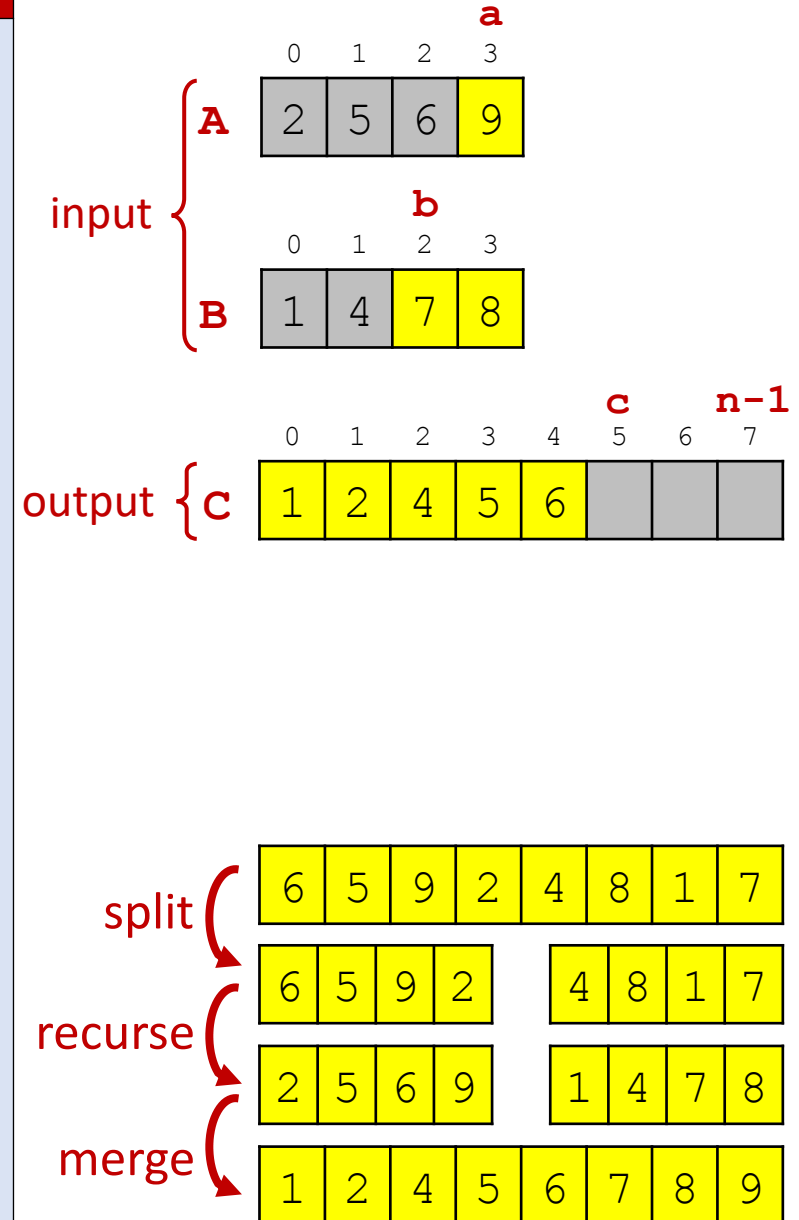 a
0 1 2 3
A 2 5 6 9
input
b
0 1 2 3
B 1 4 7 8
c n-1
0 1 2 3 4 5 6 7
output C 1 2 4 5 6
6 5 9 2 4 8 1 7
split
6 5 9 2 4 8 1 7
recurse
2 5 6 9 1 4 7 8
merge
1 2 4 5 6 7 8 9